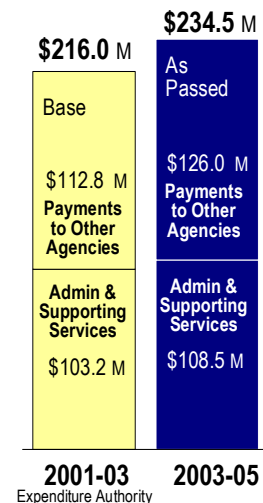 $216.0 M
Base
$112.8 M
Payments
to Other
Agencies
Admin &
Supporting
Services
$103.2 M
2001-03
Expenditure Authority
$234.5 M
As
Passed
$126.0 M
Payments
to Other
Agencies
Admin &
Supporting
Services
$108.5 M
2003-05